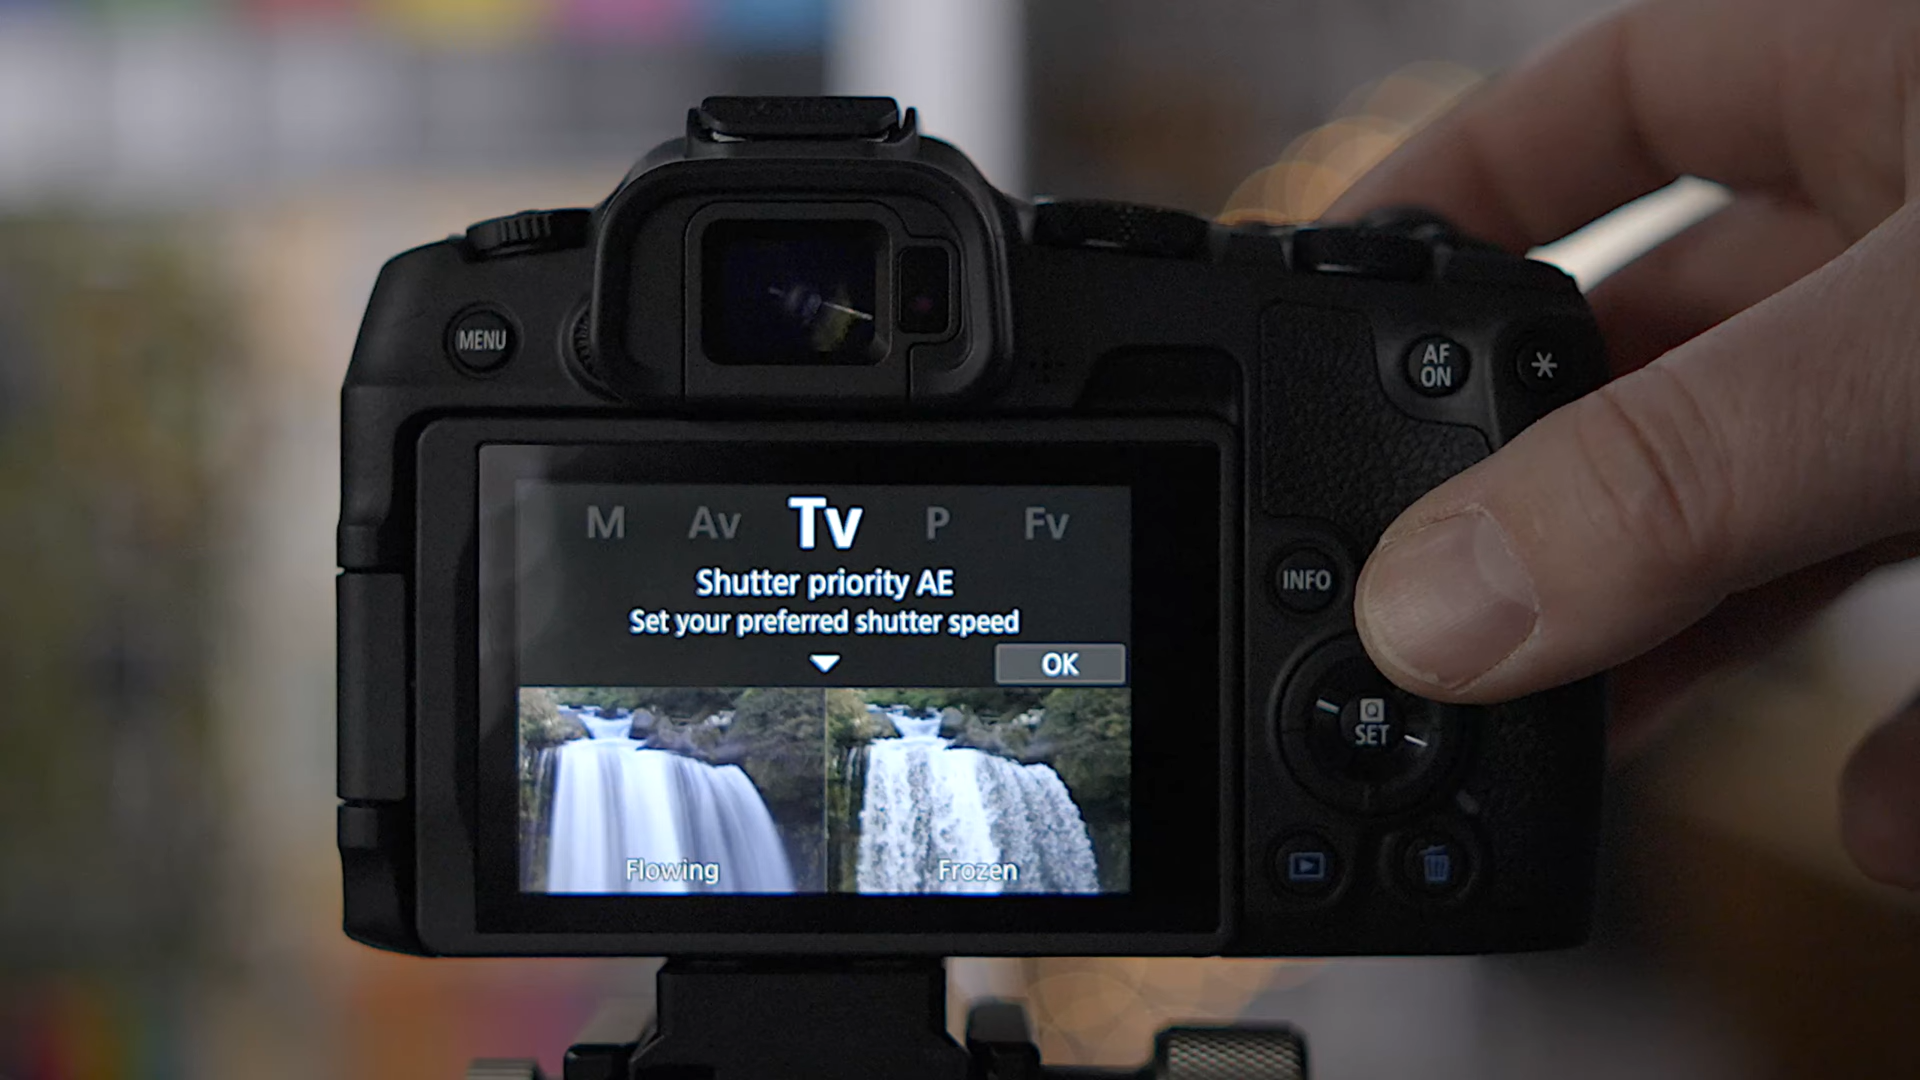 MENU
AF
ON
M Av Tv P Fv
Shutter priority AE
Set your preferred shutter speed
OK
Flowing
Frozen
INFO
Q
SET